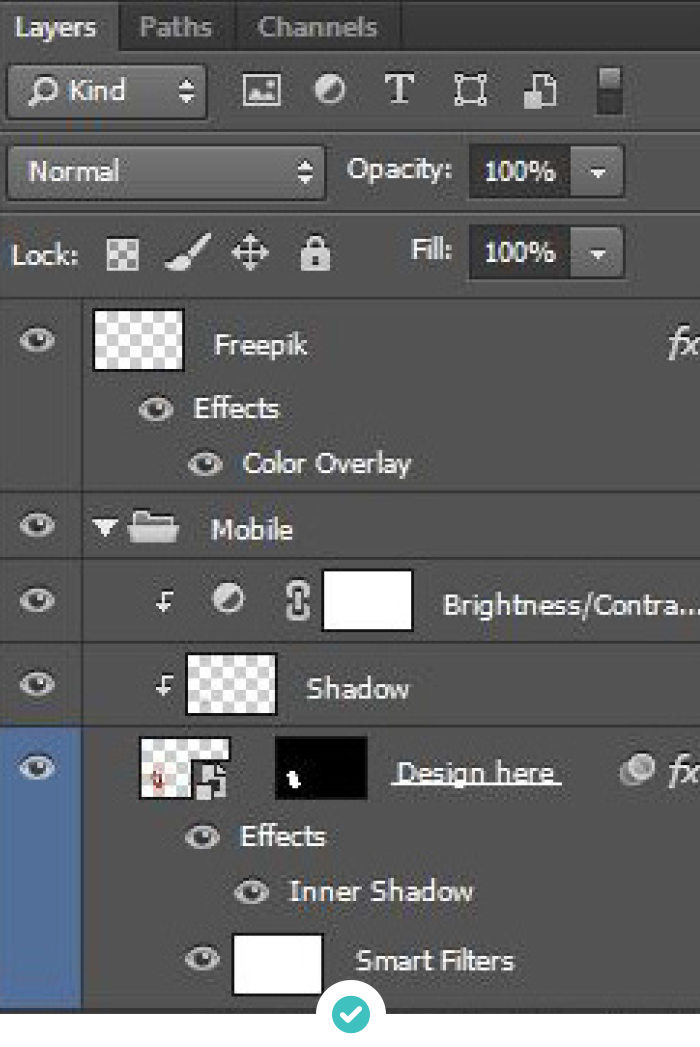 Layers Paths Channels
Kind T
Normal Opacity: 100%
Lock: Fill: 100%
Freepik fx
Effects
Color Overlay
Mobile
Brightness/Contra...
Shadow
Design here fx
Effects
Inner Shadow
Smart Filters